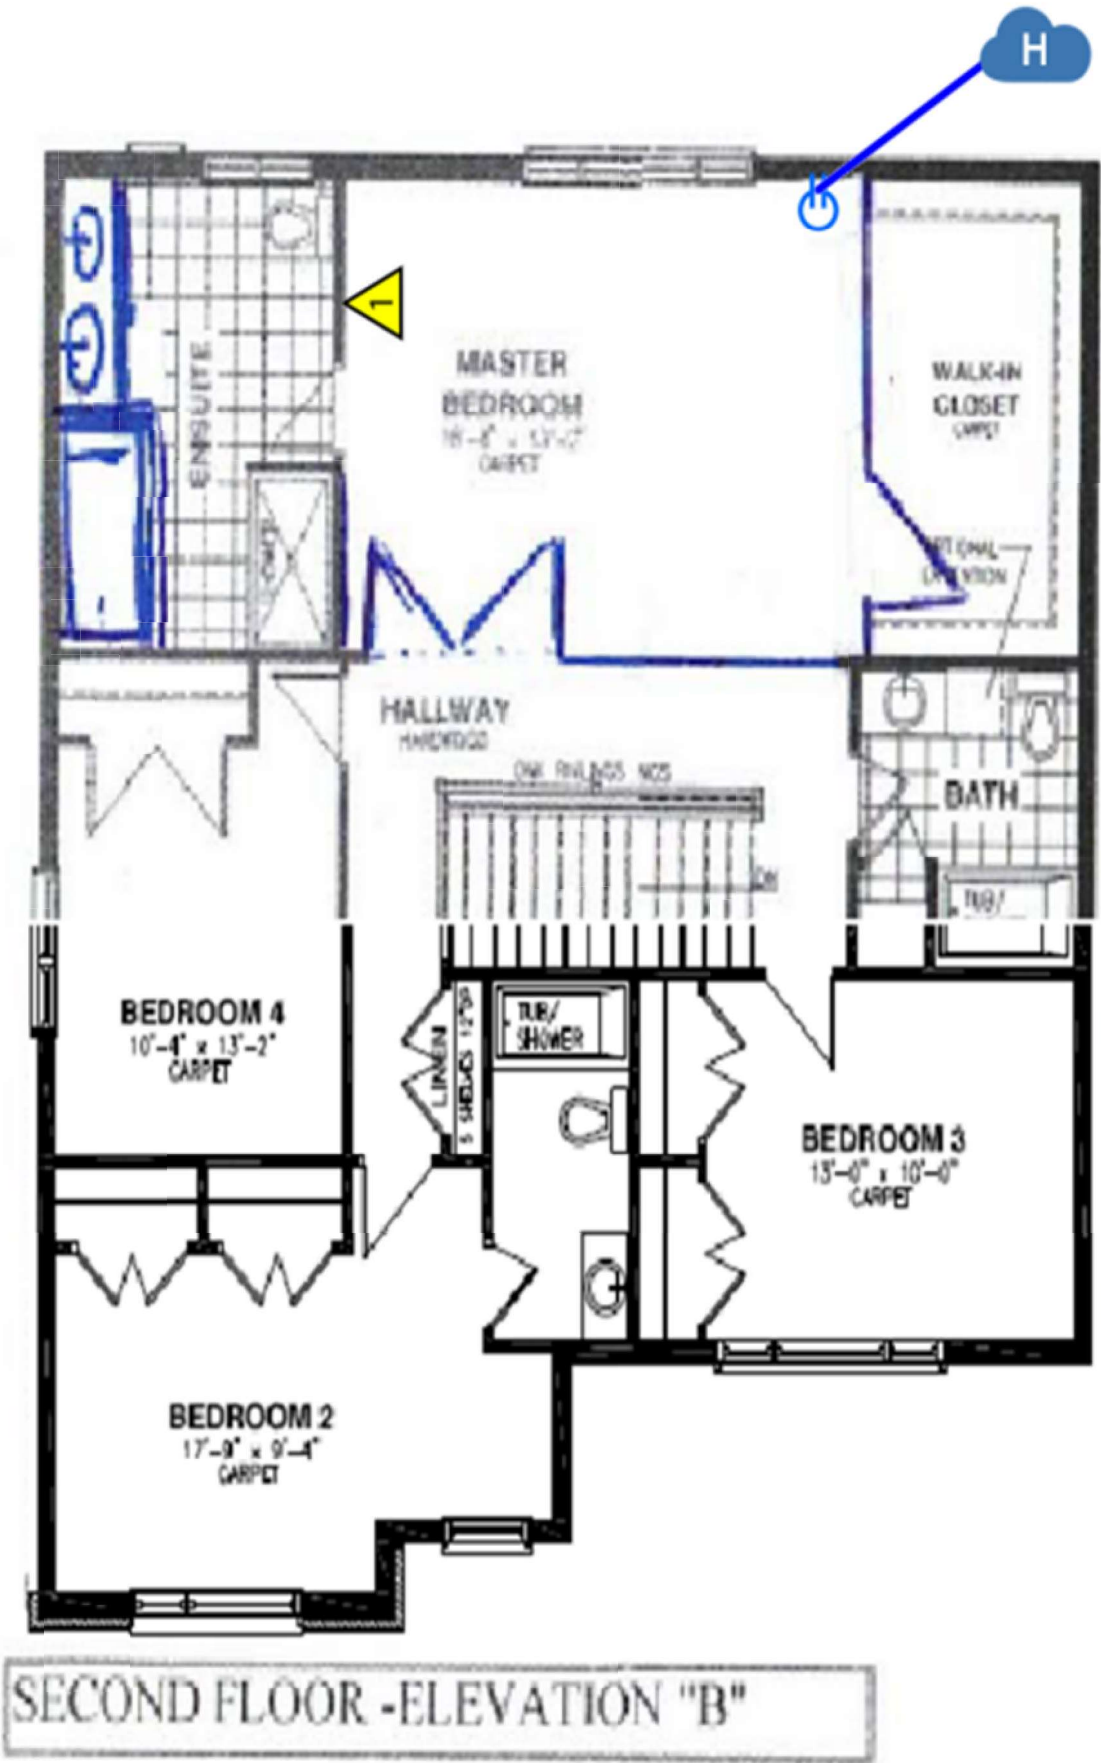 H
1
ENSUITE
MASTER
BEDROOM
CARPET
WALK-IN
CLOSET
CARPET
HALLWAY
HARDWOOD
BATH
TUB/
BEDROOM 4
10'-4" x 13'-2"
CARPET
LINEN
TUB/
SHOWER
BEDROOM 3
13'-0" x 10'-0"
CARPET
BEDROOM 2
17'-9" x 9'-4"
CARPET
SECOND FLOOR -ELEVATION "B"